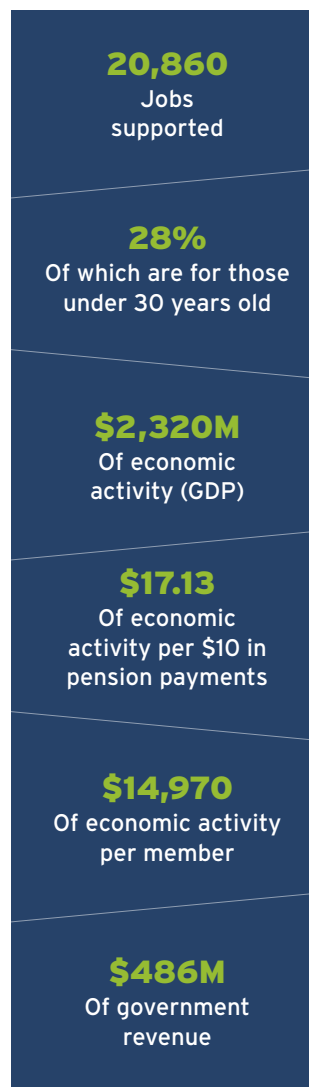 20,860
Jobs
supported
28%
Of which are for those
under 30 years old
$2,320M
Of economic
activity (GDP)
$17.13
Of economic
activity per $10 in
pension payments
$14,970
Of economic activity
per member
$486M
Of government
revenue